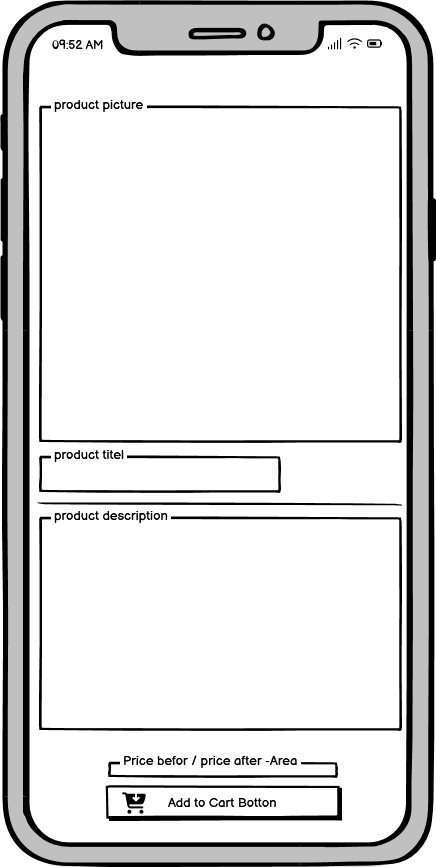 09:52 AM
product picture
product titel
product description
Price befor / price after -Area
Add to Cart Botton